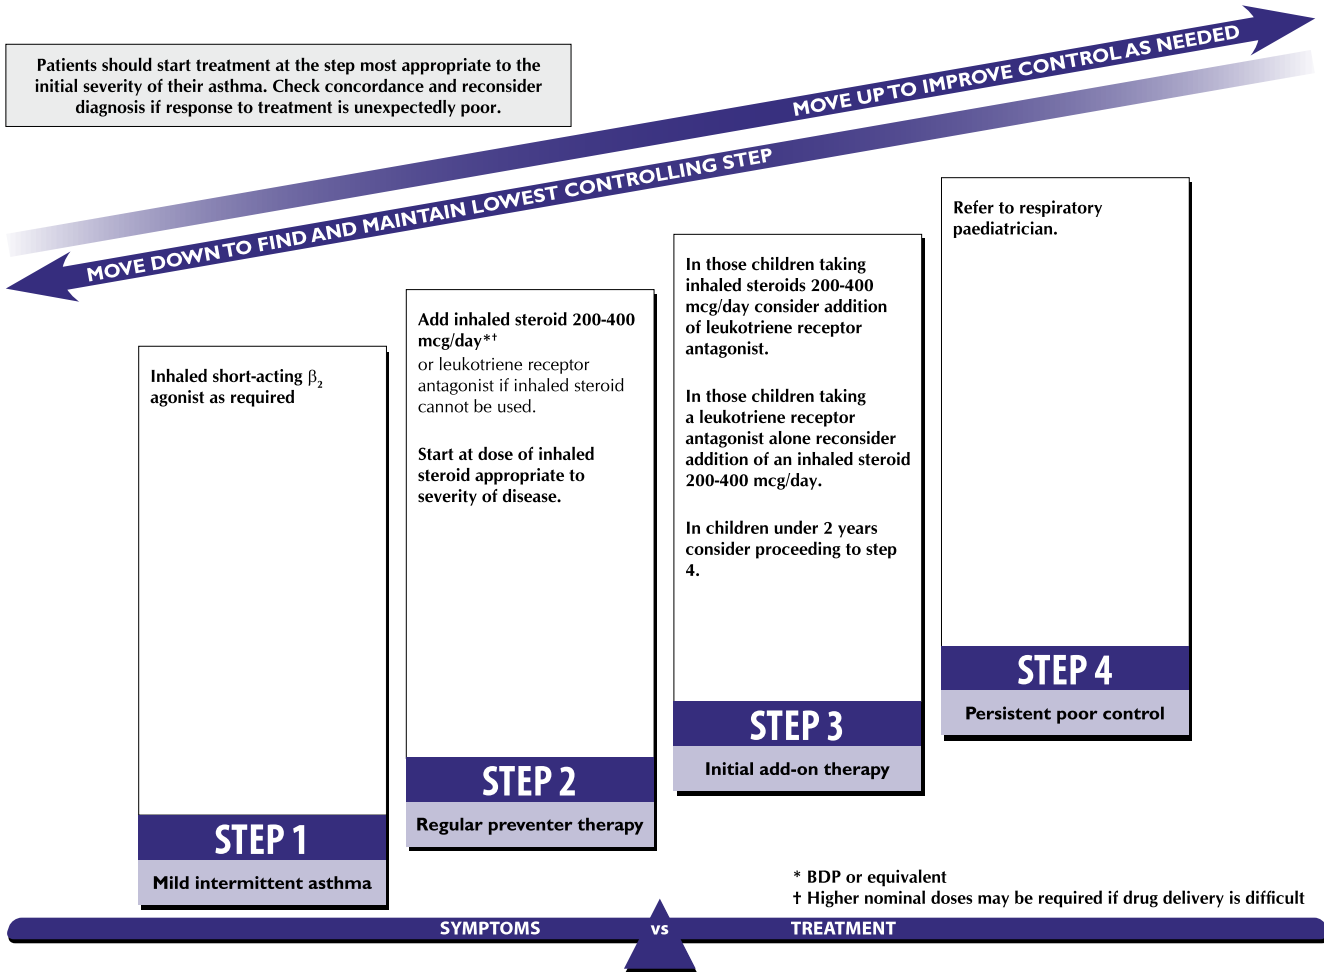 Patients should start treatment at the step most appropriate to the
initial severity of their asthma. Check concordance and reconsider
diagnosis if response to treatment is unexpectedly poor.
MOVE UP TO IMPROVE CONTROL AS NEEDED
MOVE DOWN TO FIND AND MAINTAIN LOWEST CONTROLLING STEP
Inhaled short-acting β₂
agonist as required
STEP 1
Mild intermittent asthma
Add inhaled steroid 200-400
mcg/day*†
or leukotriene receptor
antagonist if inhaled steroid
cannot be used.
Start at dose of inhaled
steroid appropriate to
severity of disease.
STEP 2
Regular preventer therapy
In those children taking
inhaled steroids 200-400
mcg/day consider addition
of leukotriene receptor
antagonist.
In those children taking
a leukotriene receptor
antagonist alone reconsider
addition of an inhaled steroid
200-400 mcg/day.
In children under 2 years
consider proceeding to step
4.
STEP 3
Initial add-on therapy
Refer to respiratory
paediatrician.
STEP 4
Persistent poor control
* BDP or equivalent
† Higher nominal doses may be required if drug delivery is difficult
SYMPTOMS vs TREATMENT